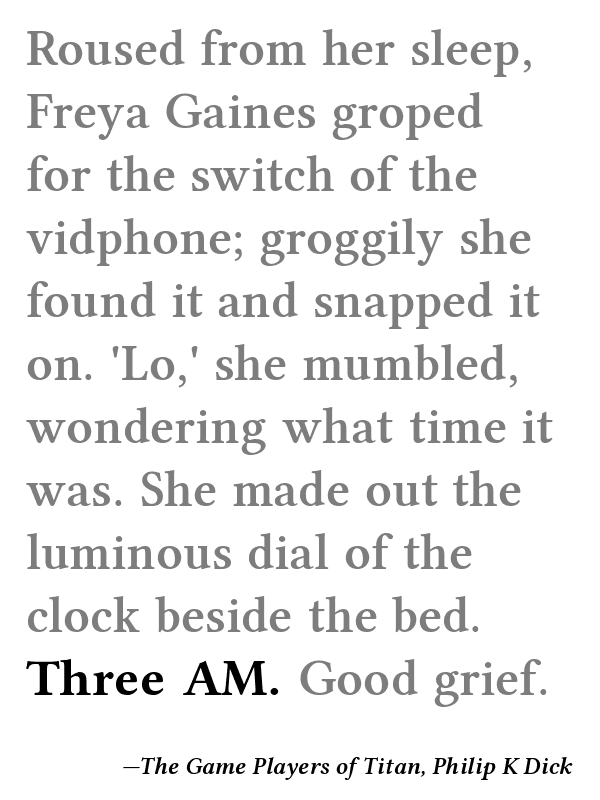 Roused from her sleep,
Freya Gaines groped
for the switch of the
vidphone; groggily she
found it and snapped it
on. 'Lo,' she mumbled,
wondering what time it
was. She made out the
luminous dial of the
clock beside the bed.
Three AM. Good grief.
—The Game Players of Titan, Philip K Dick